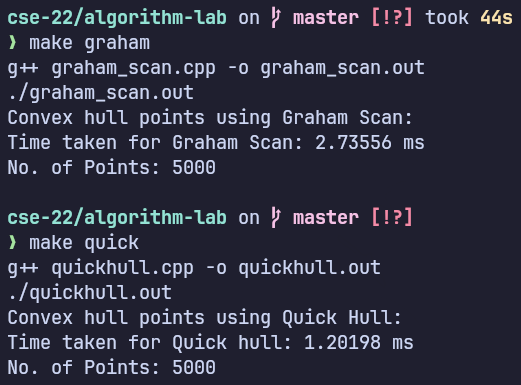 cse-22/algorithm-lab on  master [!?] took 44s
❯ make graham
g++ graham_scan.cpp -o graham_scan.out
./graham_scan.out
Convex hull points using Graham Scan:
Time taken for Graham Scan: 2.73556 ms
No. of Points: 5000
cse-22/algorithm-lab on  master [!?]
❯ make quick
g++ quickhull.cpp -o quickhull.out
./quickhull.out
Convex hull points using Quick Hull:
Time taken for Quick hull: 1.20198 ms
No. of Points: 5000